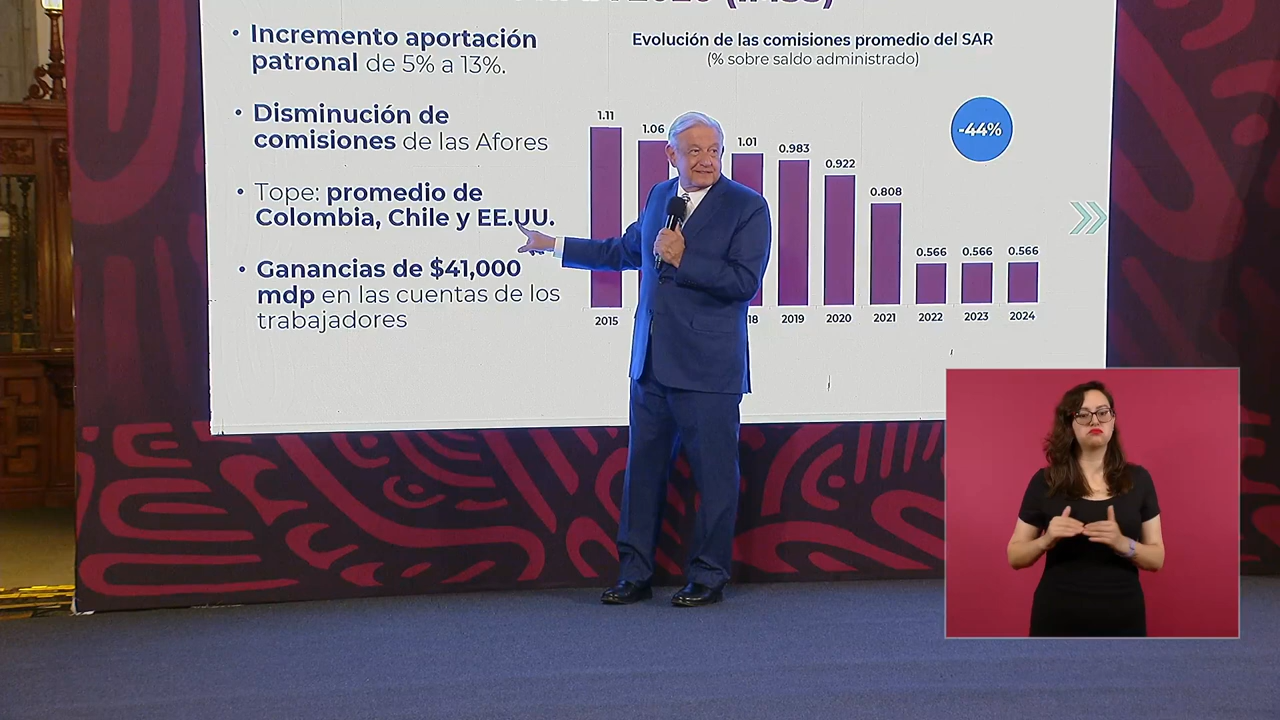 2020 (IMSS)
• Incremento aportación
patronal de 5% a 13%.
• Disminución de
comisiones de las Afores
• Tope: promedio de
Colombia, Chile y EE.UU.
• Ganancias de $41,000
mdp en las cuentas de los
trabajadores
Evolución de las comisiones promedio del SAR
(% sobre saldo administrado)
-44%
1.11
1.06
1.01
0.983
0.922
0.808
0.566
0.566
0.566
2015
18
2019
2020
2021
2022
2023
2024